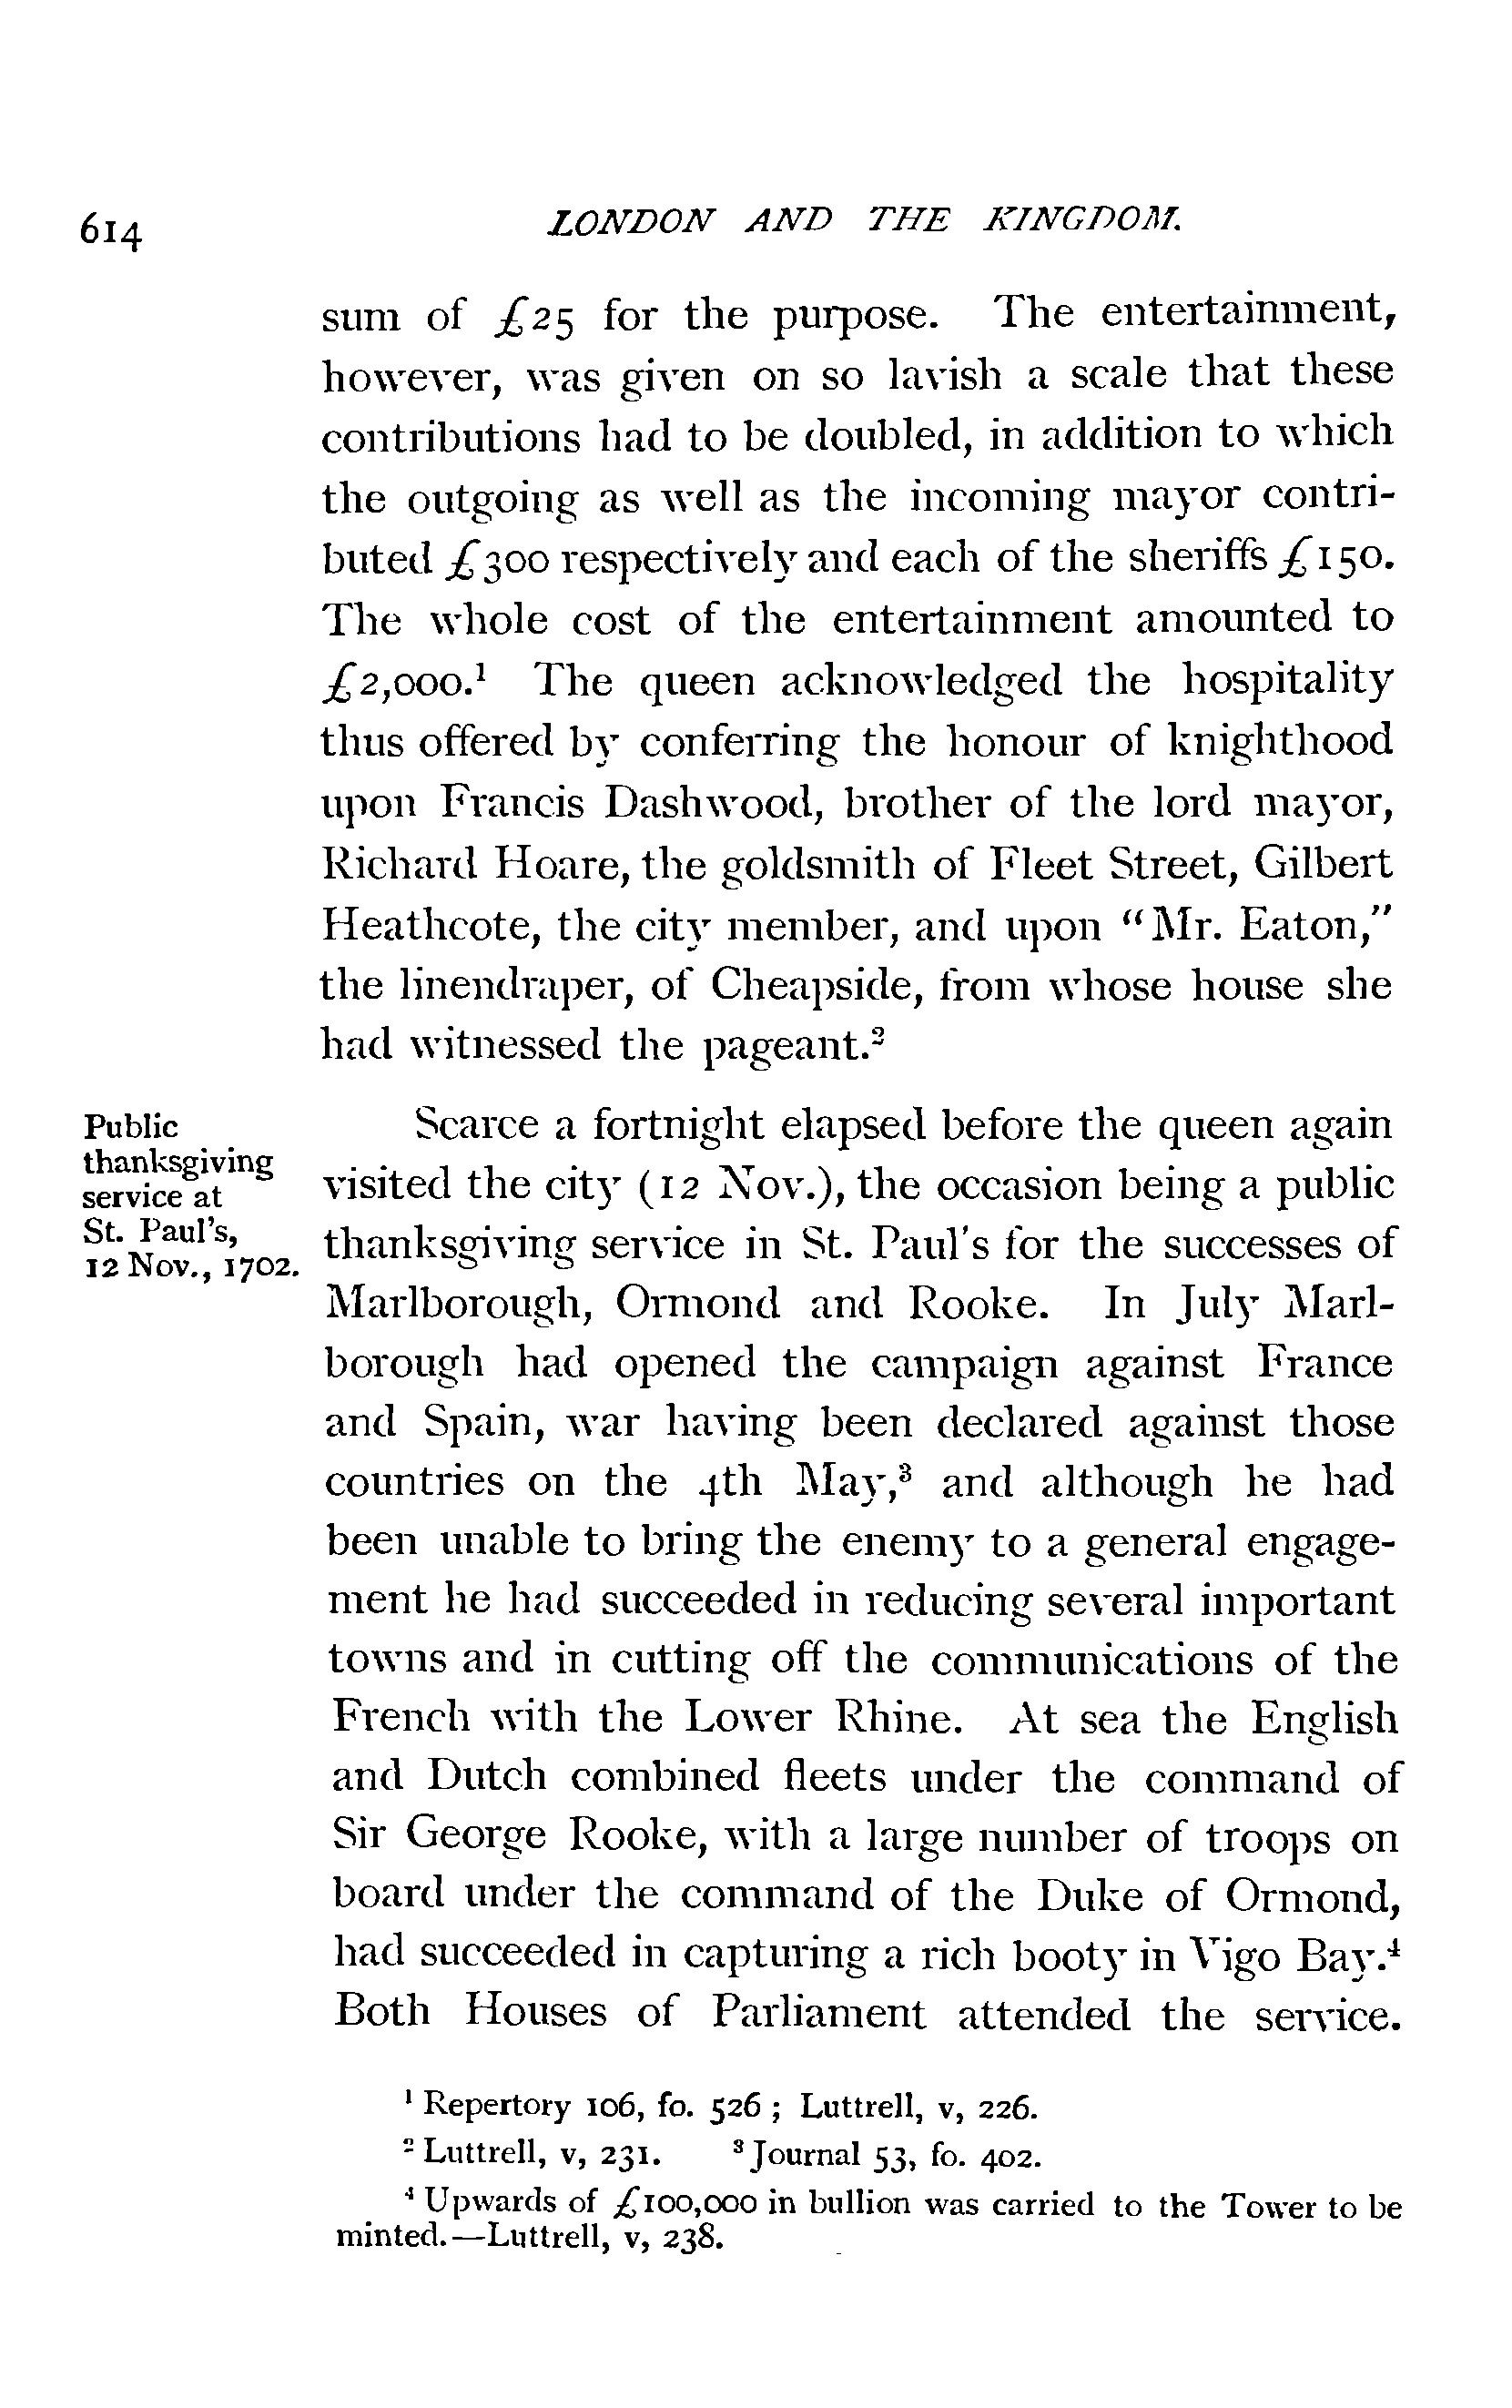 614 LONDON AND THE KINGDOM.
sum of £25 for the purpose. The entertainment,
however, was given on so lavish a scale that these
contributions had to be doubled, in addition to which
the outgoing as well as the incoming mayor contri-
buted £300 respectively and each of the sheriffs £150.
The whole cost of the entertainment amounted to
£2,000.¹ The queen acknowledged the hospitality
thus offered by conferring the honour of knighthood
upon Francis Dashwood, brother of the lord mayor,
Richard Hoare, the goldsmith of Fleet Street, Gilbert
Heathcote, the city member, and upon "Mr. Eaton,"
the linendraper, of Cheapside, from whose house she
had witnessed the pageant.²
Public
thanksgiving
service at
St. Paul's,
12 Nov., 1702.
Scarce a fortnight elapsed before the queen again
visited the city (12 Nov.), the occasion being a public
thanksgiving service in St. Paul's for the successes of
Marlborough, Ormond and Rooke. In July Marl-
borough had opened the campaign against France
and Spain, war having been declared against those
countries on the 4th May,³ and although he had
been unable to bring the enemy to a general engage-
ment he had succeeded in reducing several important
towns and in cutting off the communications of the
French with the Lower Rhine. At sea the English
and Dutch combined fleets under the command of
Sir George Rooke, with a large number of troops on
board under the command of the Duke of Ormond,
had succeeded in capturing a rich booty in Vigo Bay.⁴
Both Houses of Parliament attended the service.
¹ Repertory 106, fo. 526 ; Luttrell, v, 226.
² Luttrell, v, 231. ³ Journal 53, fo. 402.
⁴ Upwards of £100,000 in bullion was carried to the Tower to be
minted.—Luttrell, v, 238.